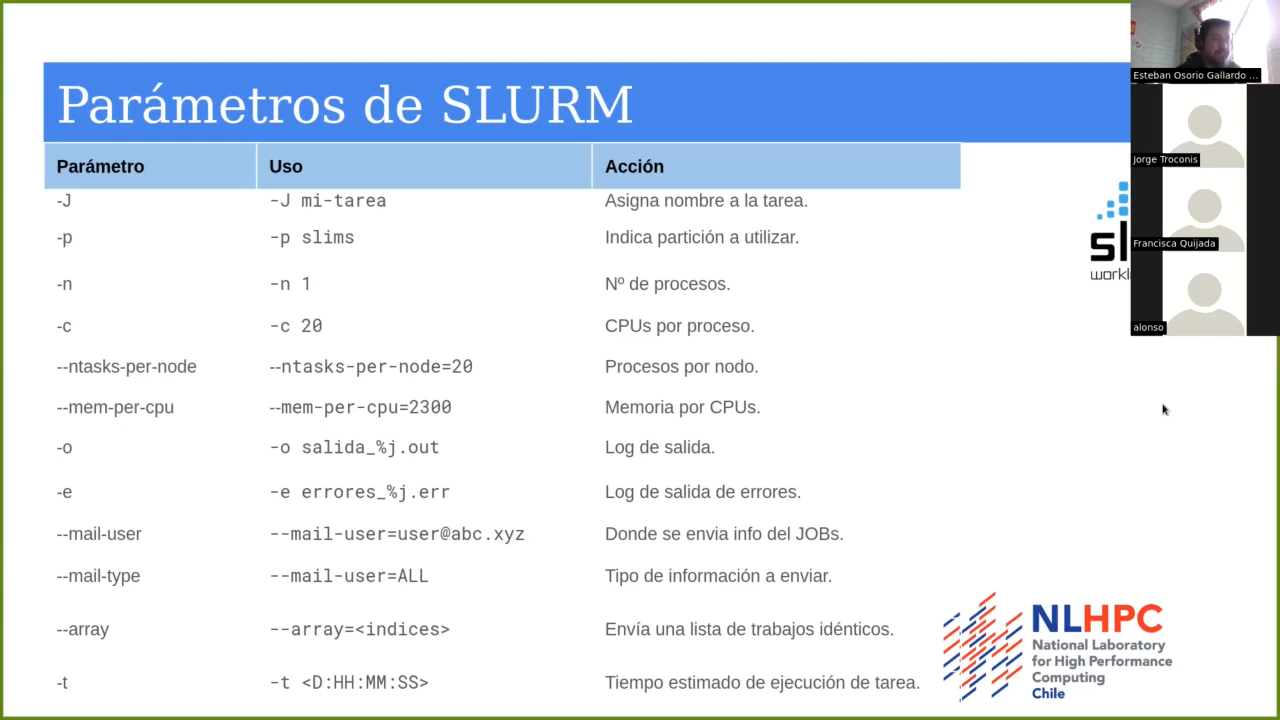 Parámetros de SLURM
Parámetro Uso Acción
-J -J mi-tarea Asigna nombre a la tarea.
-p -p slims Indica partición a utilizar.
-n -n 1 Nº de procesos.
-c -c 20 CPUs por proceso.
--ntasks-per-node --ntasks-per-node=20 Procesos por nodo.
--mem-per-cpu --mem-per-cpu=2300 Memoria por CPUs.
-o -o salida_%j.out Log de salida.
-e -e errores_%j.err Log de salida de errores.
--mail-user --mail-user=user@abc.xyz Donde se envia info del JOBs.
--mail-type --mail-user=ALL Tipo de información a enviar.
--array --array=<indices> Envía una lista de trabajos idénticos.
-t -t <D:HH:MM:SS> Tiempo estimado de ejecución de tarea.
Esteban Osorio Gallardo ...
Jorge Troconis
Francisca Quijada
alonso
NLHPC
National Laboratory
for High Performance
Computing
Chile